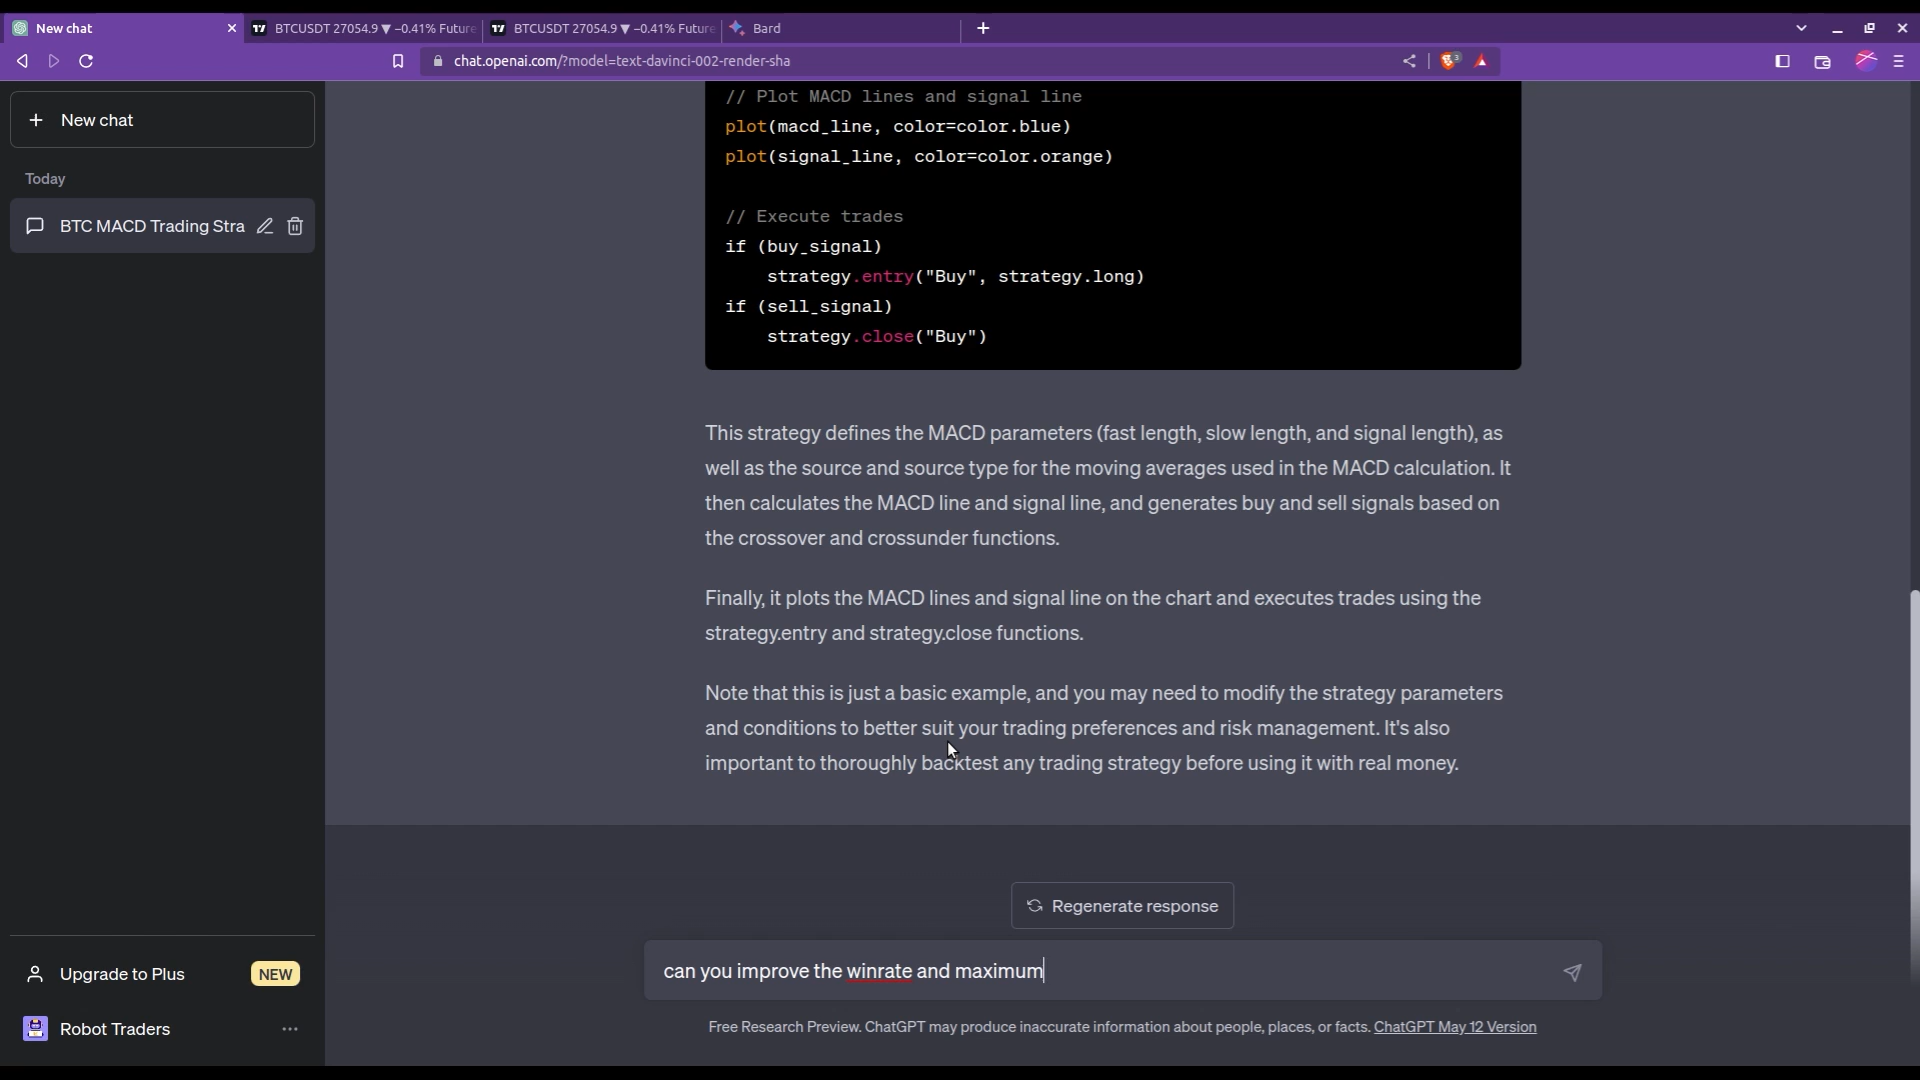 New chat
BTCUSDT 27054.9 ▼ −0.41% Future
BTCUSDT 27054.9 ▼ −0.41% Future
Bard
chat.openai.com/?model=text-davinci-002-render-sha
3
New chat
Today
BTC MACD Trading Stra
// Plot MACD lines and signal line
plot(macd_line, color=color.blue)
plot(signal_line, color=color.orange)
// Execute trades
if (buy_signal)
strategy.entry("Buy", strategy.long)
if (sell_signal)
strategy.close("Buy")
This strategy defines the MACD parameters (fast length, slow length, and signal length), as
well as the source and source type for the moving averages used in the MACD calculation. It
then calculates the MACD line and signal line, and generates buy and sell signals based on
the crossover and crossunder functions.
Finally, it plots the MACD lines and signal line on the chart and executes trades using the
strategy.entry and strategy.close functions.
Note that this is just a basic example, and you may need to modify the strategy parameters
and conditions to better suit your trading preferences and risk management. It's also
important to thoroughly backtest any trading strategy before using it with real money.
Regenerate response
can you improve the winrate and maximum
Free Research Preview. ChatGPT may produce inaccurate information about people, places, or facts. ChatGPT May 12 Version
Upgrade to Plus
NEW
Robot Traders